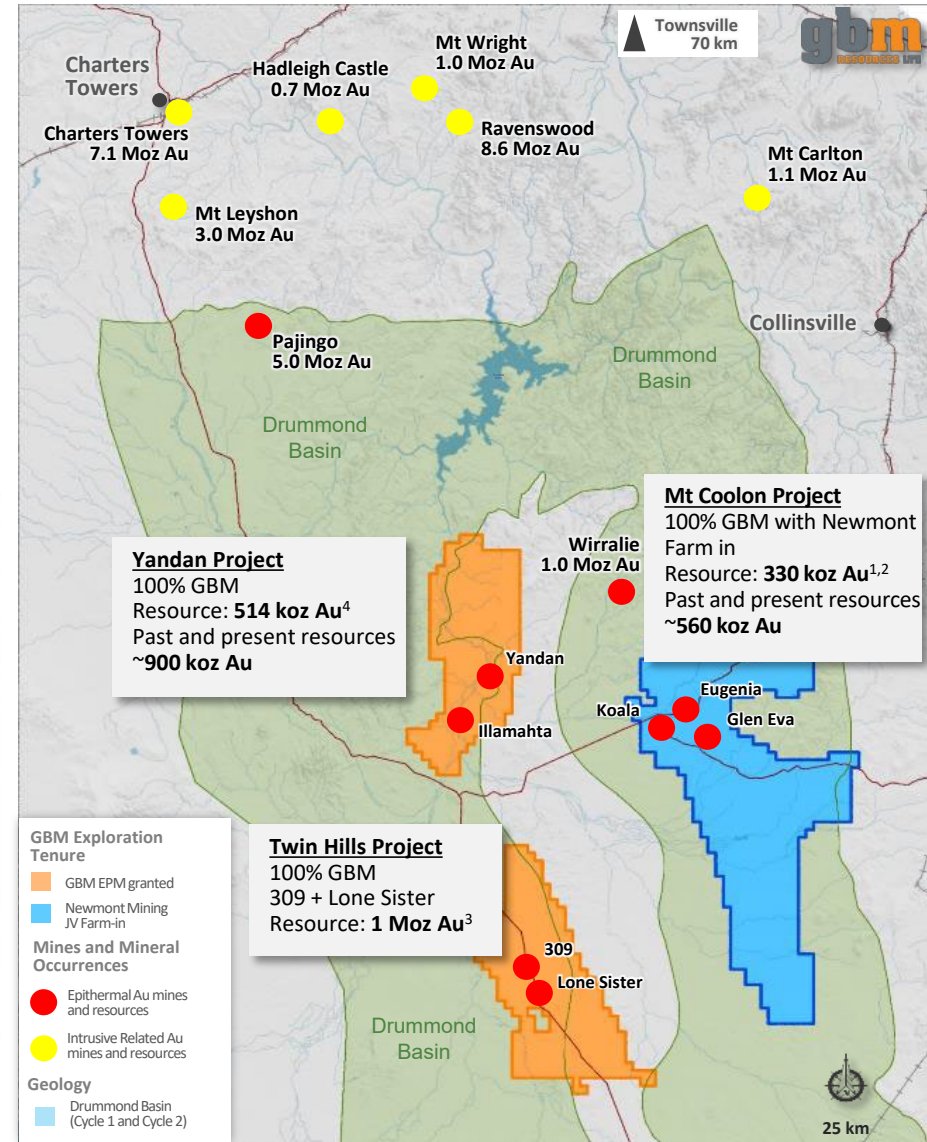 Townsville
70 km
gbm
RESOURCES LTD
Charters
Towers
Hadleigh Castle
0.7 Moz Au
Mt Wright
1.0 Moz Au
Charters Towers
7.1 Moz Au
Ravenswood
8.6 Moz Au
Mt Carlton
1.1 Moz Au
Mt Leyshon
3.0 Moz Au
Pajingo
5.0 Moz Au
Collinsville
Drummond
Basin
Drummond
Basin
Yandan Project
100% GBM
Resource: 514 koz Au4
Past and present resources
~900 koz Au
Wirralie
1.0 Moz Au
Mt Coolon Project
100% GBM with Newmont
Farm in
Resource: 330 koz Au1,2
Past and present resources
~560 koz Au
Yandan
Illamahta
Eugenia
Koala
Glen Eva
Twin Hills Project
100% GBM
309 + Lone Sister
Resource: 1 Moz Au3
309
Lone Sister
Drummond
Basin
GBM Exploration
Tenure
GBM EPM granted
Newmont Mining
JV Farm-in
Mines and Mineral
Occurrences
Epithermal Au mines
and resources
Intrusive Related Au
mines and resources
Geology
Drummond Basin
(Cycle 1 and Cycle 2)
25 km